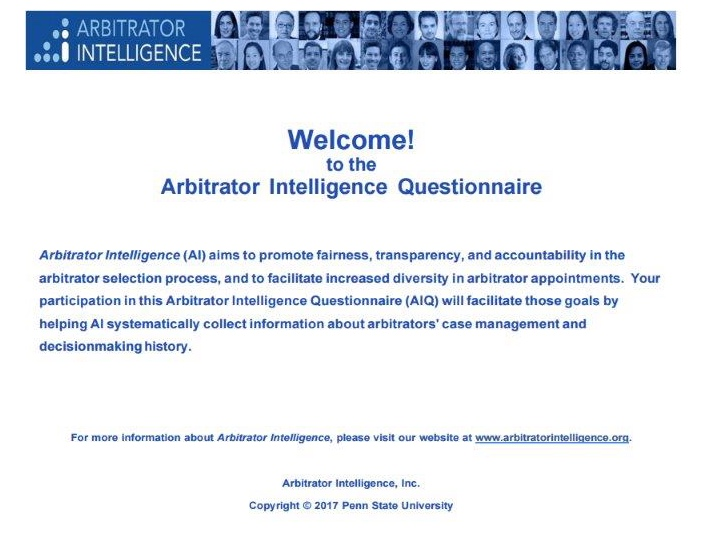 ARBITRATOR
INTELLIGENCE
Welcome!
to the
Arbitrator Intelligence Questionnaire
Arbitrator Intelligence (AI) aims to promote fairness, transparency, and accountability in the
arbitrator selection process, and to facilitate increased diversity in arbitrator appointments. Your
participation in this Arbitrator Intelligence Questionnaire (AIQ) will facilitate those goals by
helping AI systematically collect information about arbitrators' case management and
decisionmaking history.
For more information about Arbitrator Intelligence, please visit our website at www.arbitratorintelligence.org.
Arbitrator Intelligence, Inc.
Copyright © 2017 Penn State University